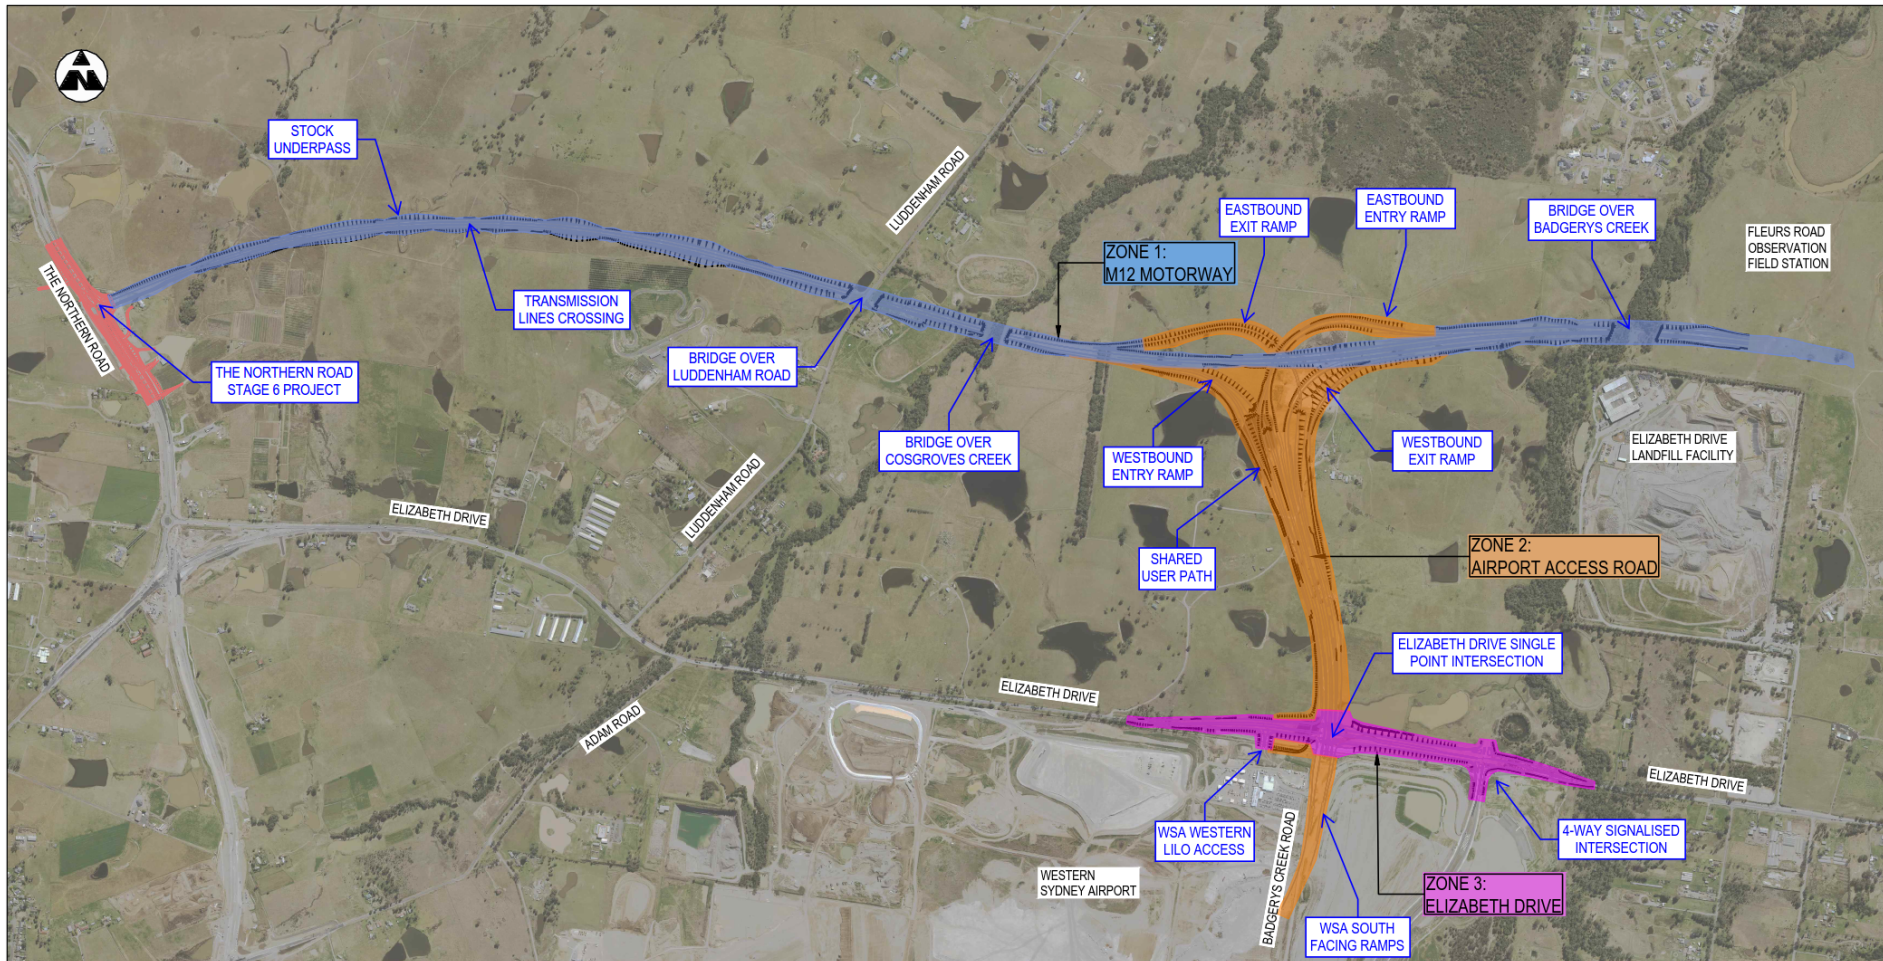 N
STOCK
UNDERPASS
LUDDENHAM ROAD
EASTBOUND
EXIT RAMP
EASTBOUND
ENTRY RAMP
BRIDGE OVER
BADGERYS CREEK
FLEURS ROAD
OBSERVATION
FIELD STATION
ZONE 1:
M12 MOTORWAY
THE NORTHERN ROAD
TRANSMISSION
LINES CROSSING
THE NORTHERN ROAD
STAGE 6 PROJECT
BRIDGE OVER
LUDDENHAM ROAD
BRIDGE OVER
COSGROVES CREEK
WESTBOUND
ENTRY RAMP
WESTBOUND
EXIT RAMP
ELIZABETH DRIVE
LANDFILL FACILITY
LUDDENHAM ROAD
ELIZABETH DRIVE
SHARED
USER PATH
ZONE 2:
AIRPORT ACCESS ROAD
ELIZABETH DRIVE SINGLE
POINT INTERSECTION
ELIZABETH DRIVE
ADAM ROAD
ELIZABETH DRIVE
WSA WESTERN
LILO ACCESS
4-WAY SIGNALISED
INTERSECTION
WESTERN
SYDNEY AIRPORT
BADGERYS CREEK ROAD
ZONE 3:
ELIZABETH DRIVE
WSA SOUTH
FACING RAMPS